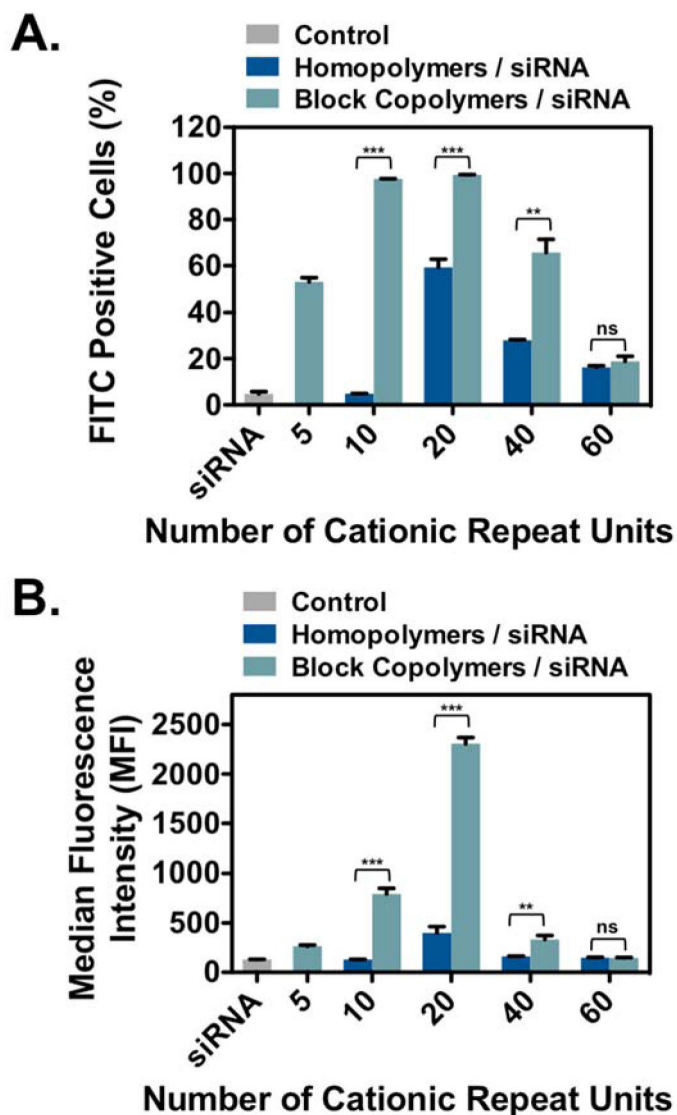 A.
Control
Homopolymers / siRNA
Block Copolymers / siRNA
FITC Positive Cells (%)
120
100
80
60
40
20
0
***
***
**
ns
siRNA
5
10
20
40
60
Number of Cationic Repeat Units
B.
Control
Homopolymers / siRNA
Block Copolymers / siRNA
Median Fluorescence
Intensity (MFI)
2500
2000
1500
1000
500
0
***
***
**
ns
siRNA
5
10
20
40
60
Number of Cationic Repeat Units